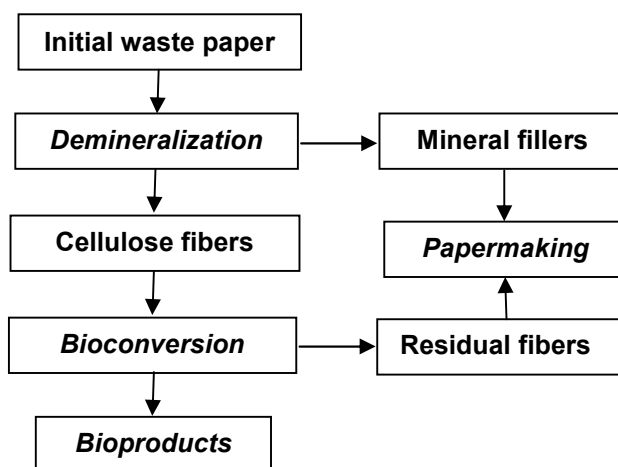 Initial waste paper
Demineralization
Mineral fillers
Cellulose fibers
Papermaking
Bioconversion
Residual fibers
Bioproducts